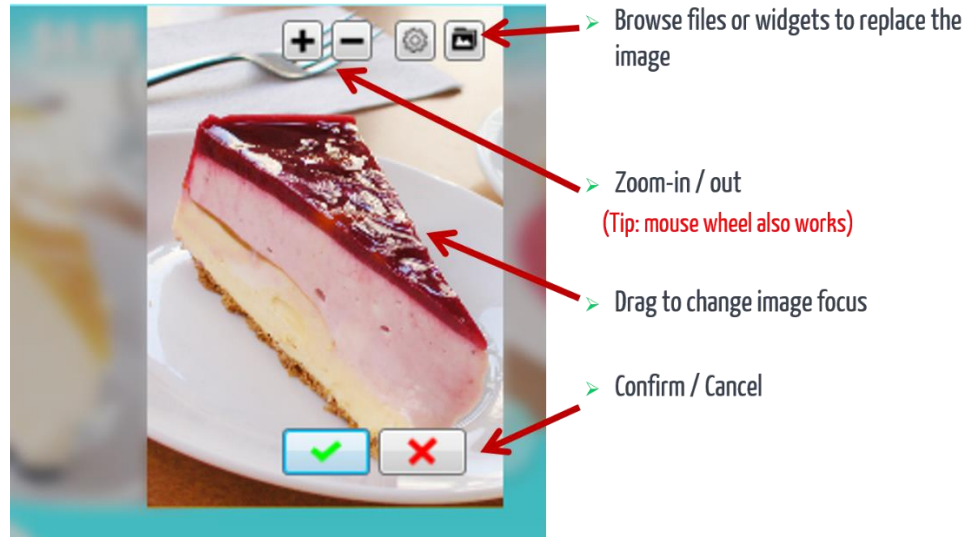 Browse files or widgets to replace the
image
Zoom-in / out
(Tip: mouse wheel also works)
Drag to change image focus
Confirm / Cancel